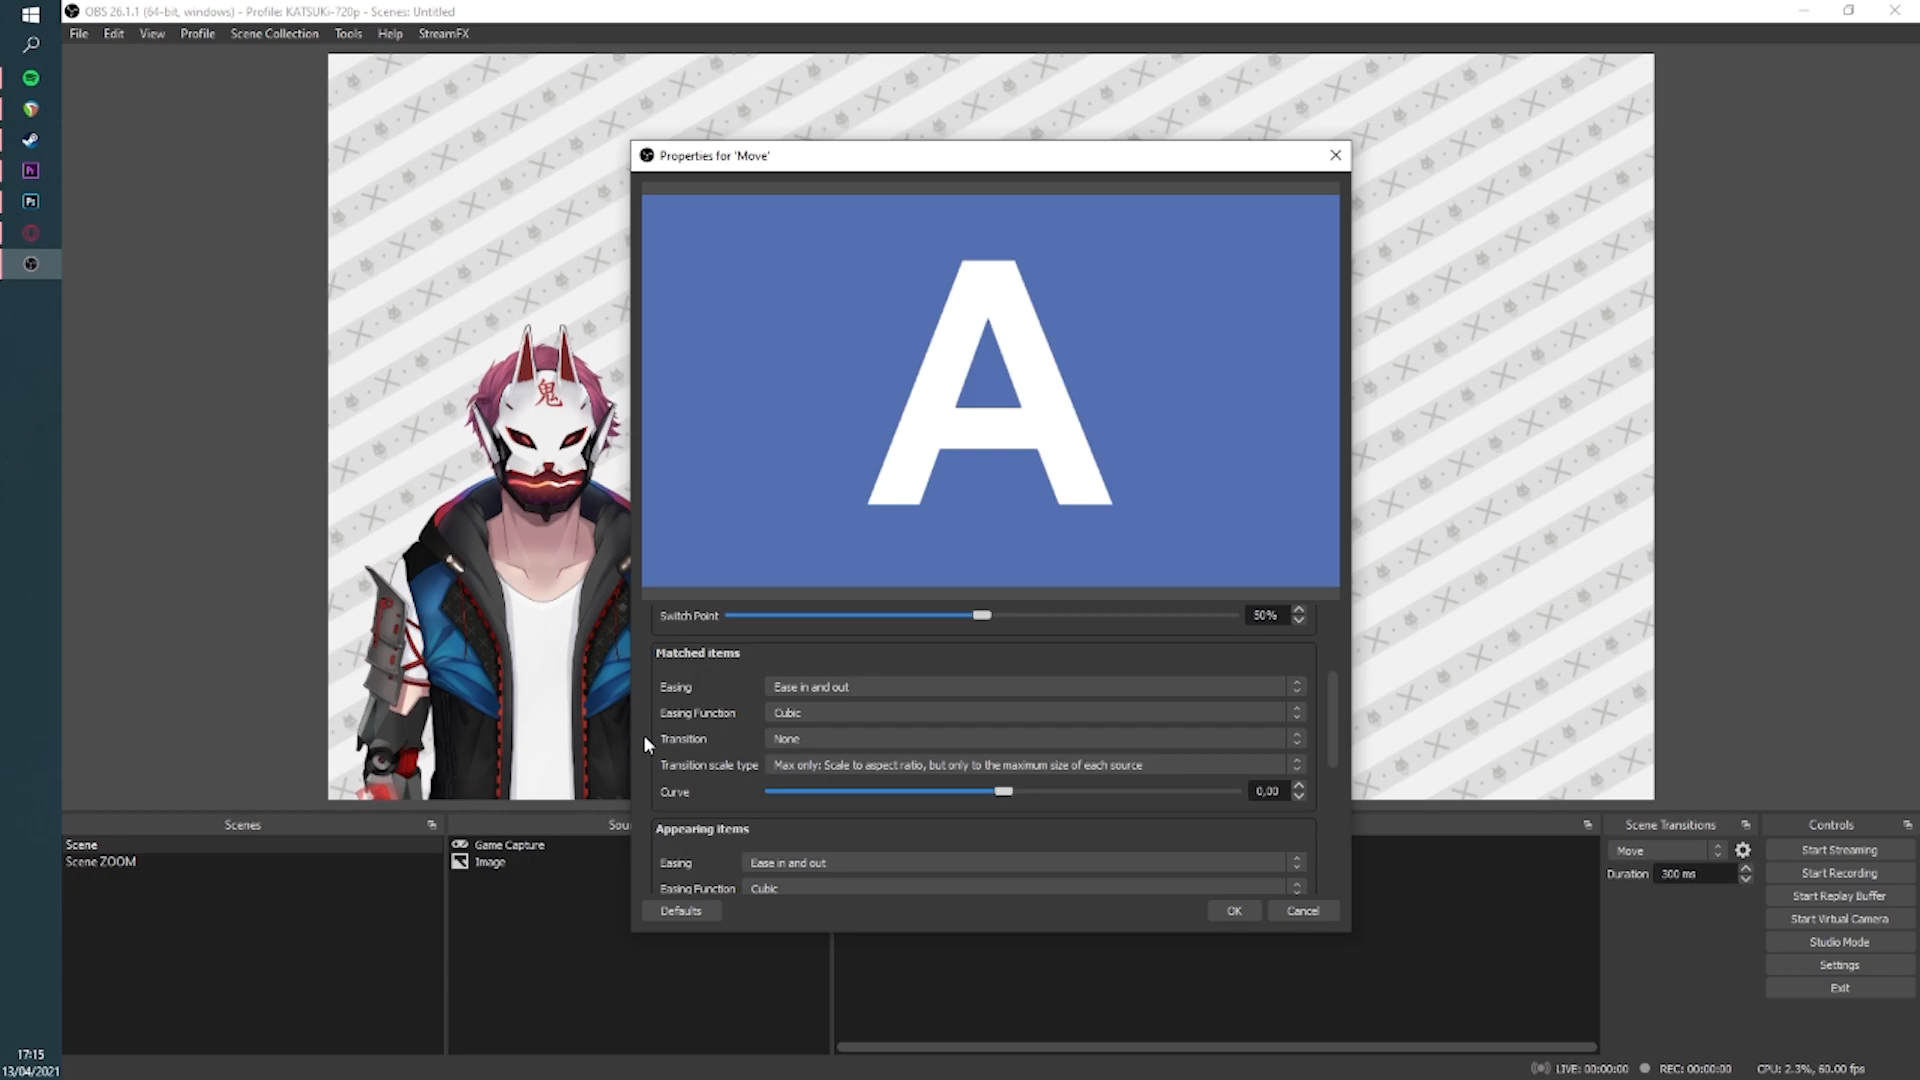 OBS 26.1.1 (64-bit, windows) - Profile: KATSUKi-720p - Scenes: Untitled
File Edit View Profile Scene Collection Tools Help StreamFX
Properties for 'Move'
A
鬼
Switch Point 50%
Matched items
Easing Ease in and out
Easing Function Cubic
Transition None
Transition scale type Max only: Scale to aspect ratio, but only to the maximum size of each source
Curve 0,00
Appearing items
Easing Ease in and out
Easing Function Cubic
Defaults OK Cancel
Scenes
Scene
Scene ZOOM
Sou
Game Capture
Image
Scene Transitions
Move
Duration 300 ms
Controls
Start Streaming
Start Recording
Start Replay Buffer
Start Virtual Camera
Studio Mode
Settings
Exit
LIVE: 00:00:00 REC: 00:00:00 CPU: 2.3%, 60.00 fps
Pr
Ps
17:15
13/04/2021